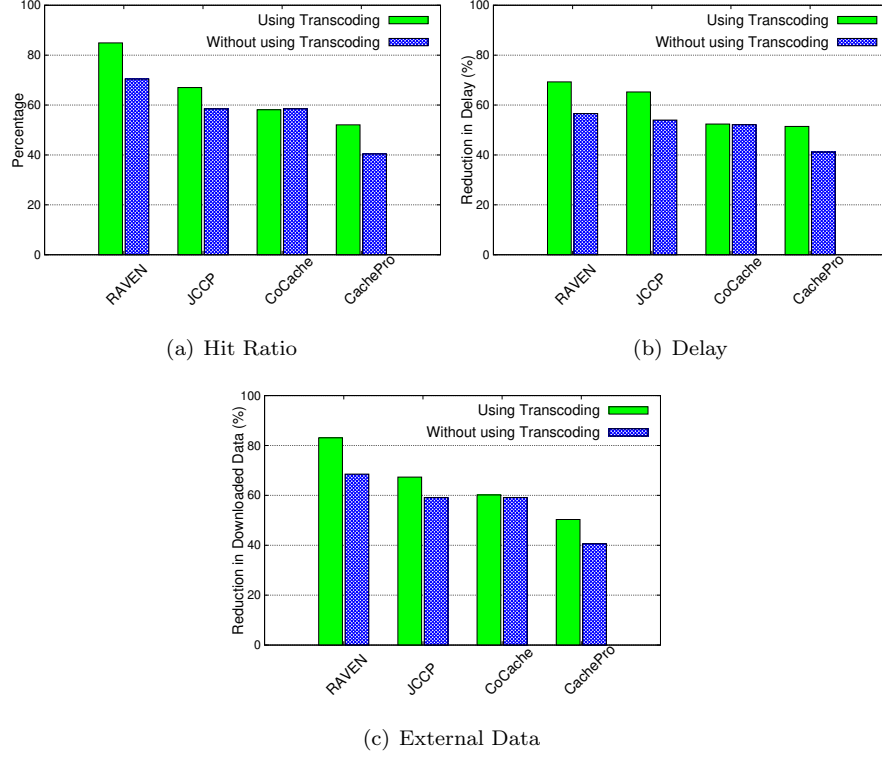 100
80
60
40
20
0
Percentage
Using Transcoding
Without using Transcoding
RAVEN
JCCP
CoCache
CachePro
(a) Hit Ratio
100
80
60
40
20
0
Reduction in Delay (%)
Using Transcoding
Without using Transcoding
RAVEN
JCCP
CoCache
CachePro
(b) Delay
100
80
60
40
20
0
Reduction in Downloaded Data (%)
Using Transcoding
Without using Transcoding
RAVEN
JCCP
CoCache
CachePro
(c) External Data